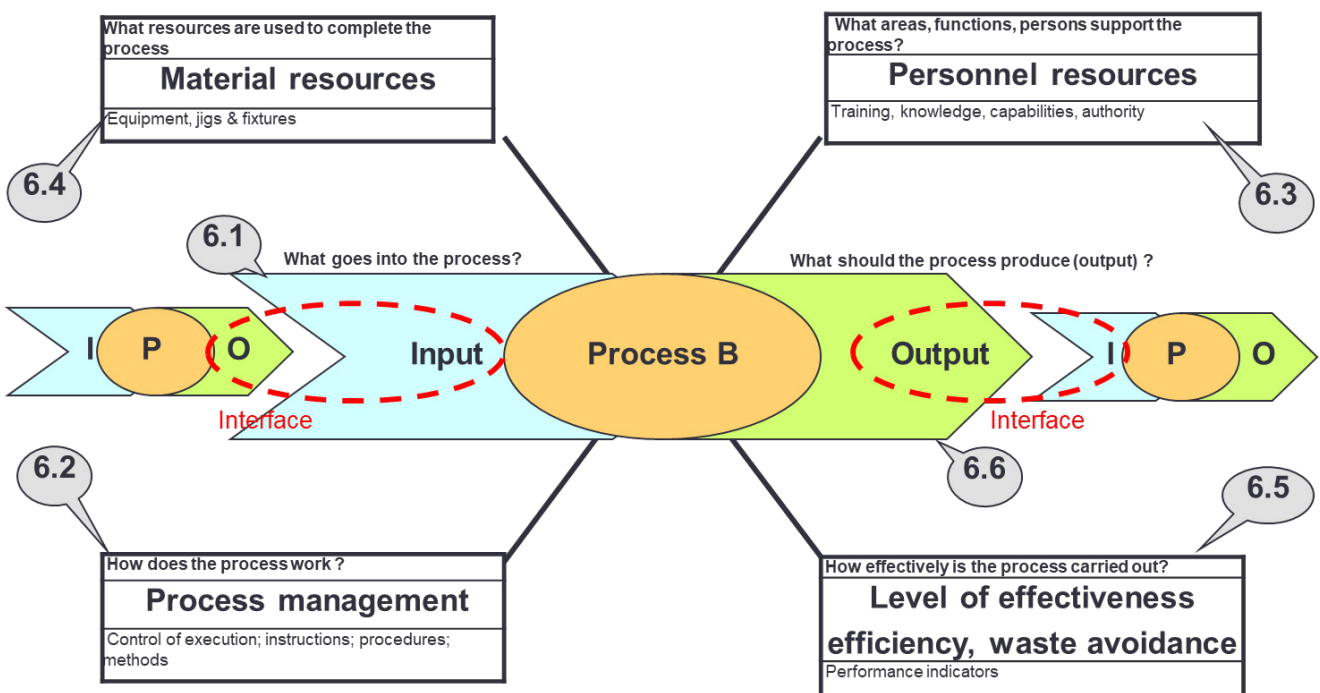 What resources are used to complete the
process
Material resources
Equipment, jigs & fixtures
What areas, functions, persons support the
process?
Personnel resources
Training, knowledge, capabilities, authority
6.4
6.3
6.1
What goes into the process?
What should the process produce (output) ?
I P O
Input
Process B
Output
I P O
Interface
Interface
6.2
6.6
6.5
How does the process work ?
Process management
Control of execution; instructions; procedures;
methods
How effectively is the process carried out?
Level of effectiveness
efficiency, waste avoidance
Performance indicators